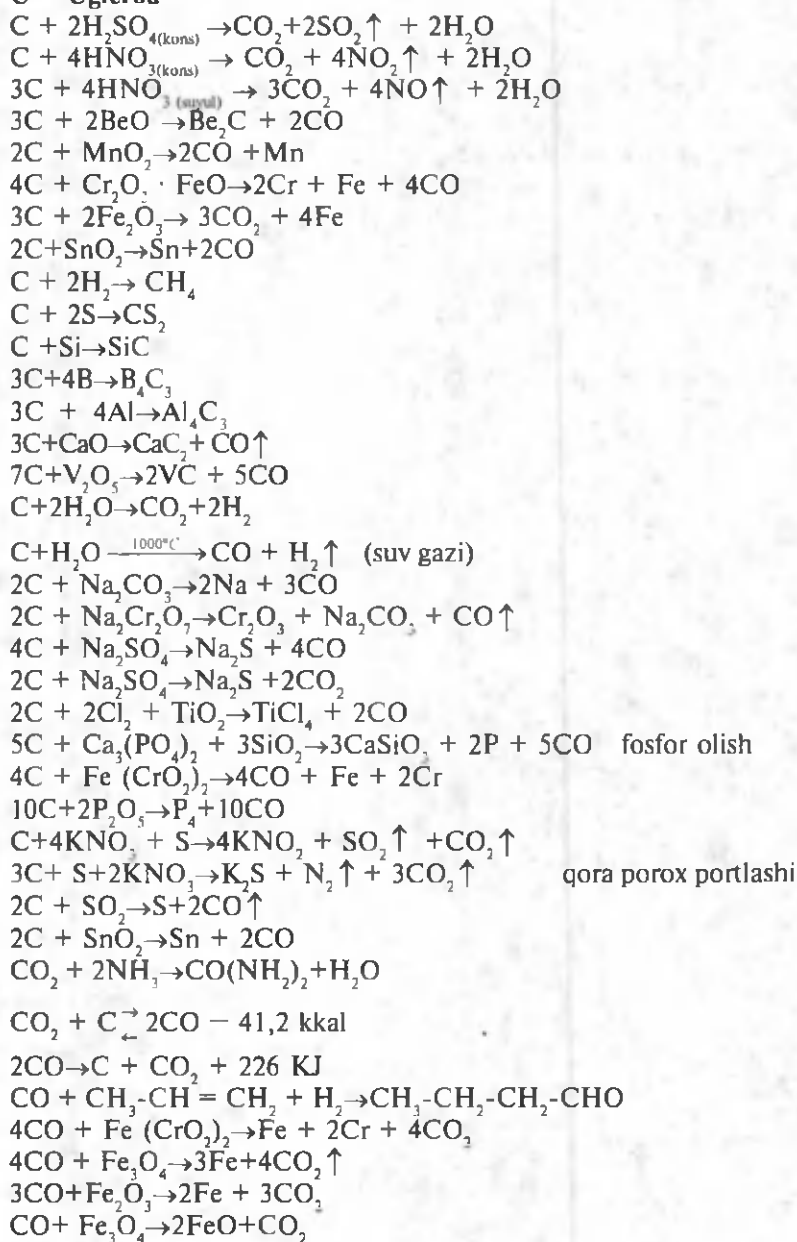 C + 2H₂SO₄₍ₖₒₙₛ₎ →CO₂+2SO₂↑ + 2H₂O
C + 4HNO₃₍ₖₒₙₛ₎ → CO₂ + 4NO₂↑ + 2H₂O
3C + 4HNO₃ (suyul) → 3CO₂ + 4NO↑ + 2H₂O
3C + 2BeO →Be₂C + 2CO
2C + MnO₂→2CO +Mn
4C + Cr₂O₃ · FeO→2Cr + Fe + 4CO
3C + 2Fe₂O₃→ 3CO₂ + 4Fe
2C+SnO₂→Sn+2CO
C + 2H₂→ CH₄
C + 2S→CS₂
C +Si→SiC
3C+4B→B₄C₃
3C + 4Al→Al₄C₃
3C+CaO→CaC₂+ CO↑
7C+V₂O₅→2VC + 5CO
C+2H₂O→CO₂+2H₂
C+H₂O —1000°C→ CO + H₂↑ (suv gazi)
2C + Na₂CO₃→2Na + 3CO
2C + Na₂Cr₂O₇→Cr₂O₃ + Na₂CO₃ + CO↑
4C + Na₂SO₄→Na₂S + 4CO
2C + Na₂SO₄→Na₂S +2CO₂
2C + 2Cl₂ + TiO₂→TiCl₄ + 2CO
5C + Ca₃(PO₄)₂ + 3SiO₂→3CaSiO₃ + 2P + 5CO fosfor olish
4C + Fe (CrO₂)₂→4CO + Fe + 2Cr
10C+2P₂O₅→P₄+10CO
C+4KNO₃ + S→4KNO₂ + SO₂↑ +CO₂↑
3C+ S+2KNO₃→K₂S + N₂↑ + 3CO₂↑ qora porox portlashi
2C + SO₂→S+2CO↑
2C + SnO₂→Sn + 2CO
CO₂ + 2NH₃→CO(NH₂)₂+H₂O
CO₂ + C⇄ 2CO − 41,2 kkal
2CO→C + CO₂ + 226 KJ
CO + CH₃-CH = CH₂ + H₂→CH₃-CH₂-CH₂-CHO
4CO + Fe (CrO₂)₂→Fe + 2Cr + 4CO₂
4CO + Fe₃O₄→3Fe+4CO₂↑
3CO+Fe₂O₃→2Fe + 3CO₂
CO+ Fe₃O₄→2FeO+CO₂